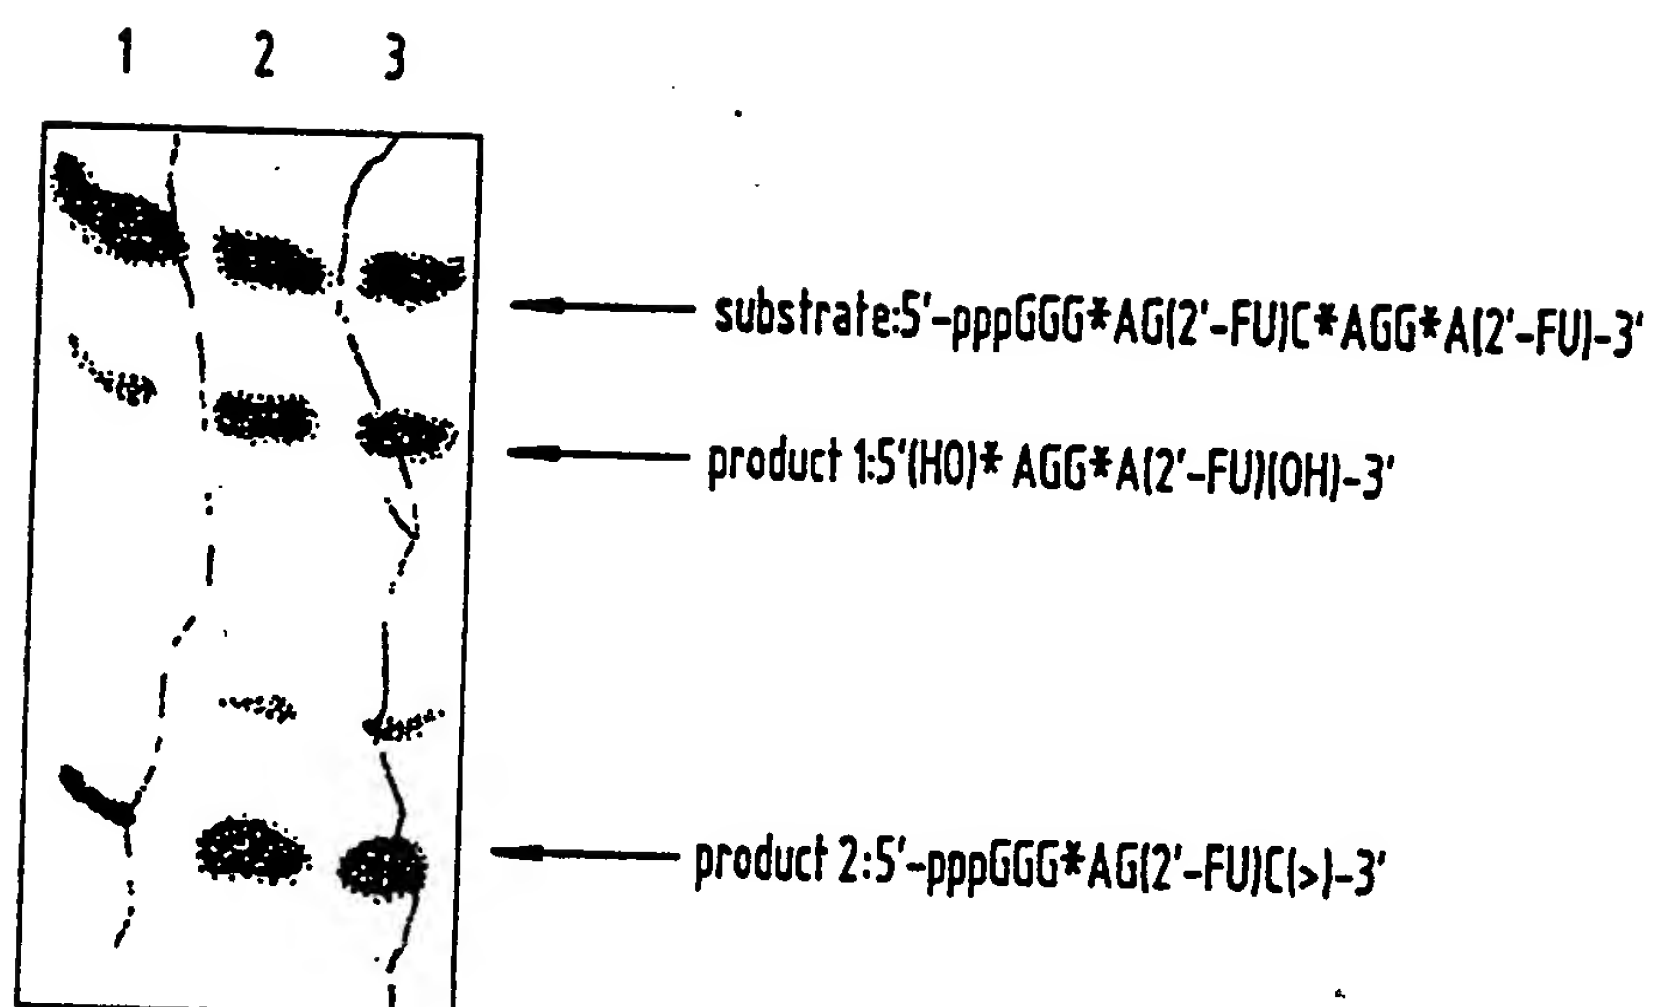 1 2 3
substrate:5'-pppGGG*AG(2'-FU)C*AGG*A(2'-FU)-3'
product 1:5'(HO)* AGG*A(2'-FU)(OH)-3'
product 2:5'-pppGGG*AG(2'-FU)C(>)-3'